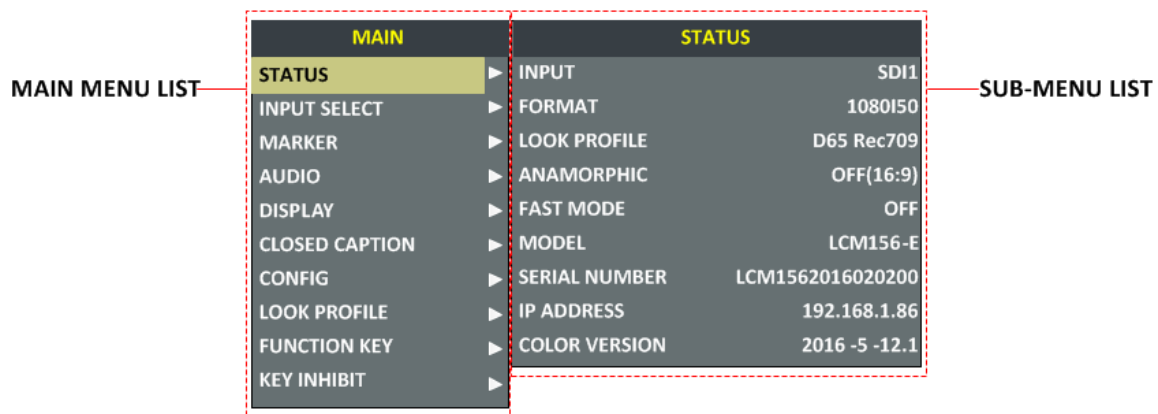 MAIN
STATUS
MAIN MENU LIST
SUB-MENU LIST
STATUS
INPUT SELECT
MARKER
AUDIO
DISPLAY
CLOSED CAPTION
CONFIG
LOOK PROFILE
FUNCTION KEY
KEY INHIBIT
INPUT SDI1
FORMAT 1080I50
LOOK PROFILE D65 Rec709
ANAMORPHIC OFF(16:9)
FAST MODE OFF
MODEL LCM156-E
SERIAL NUMBER LCM1562016020200
IP ADDRESS 192.168.1.86
COLOR VERSION 2016 -5 -12.1